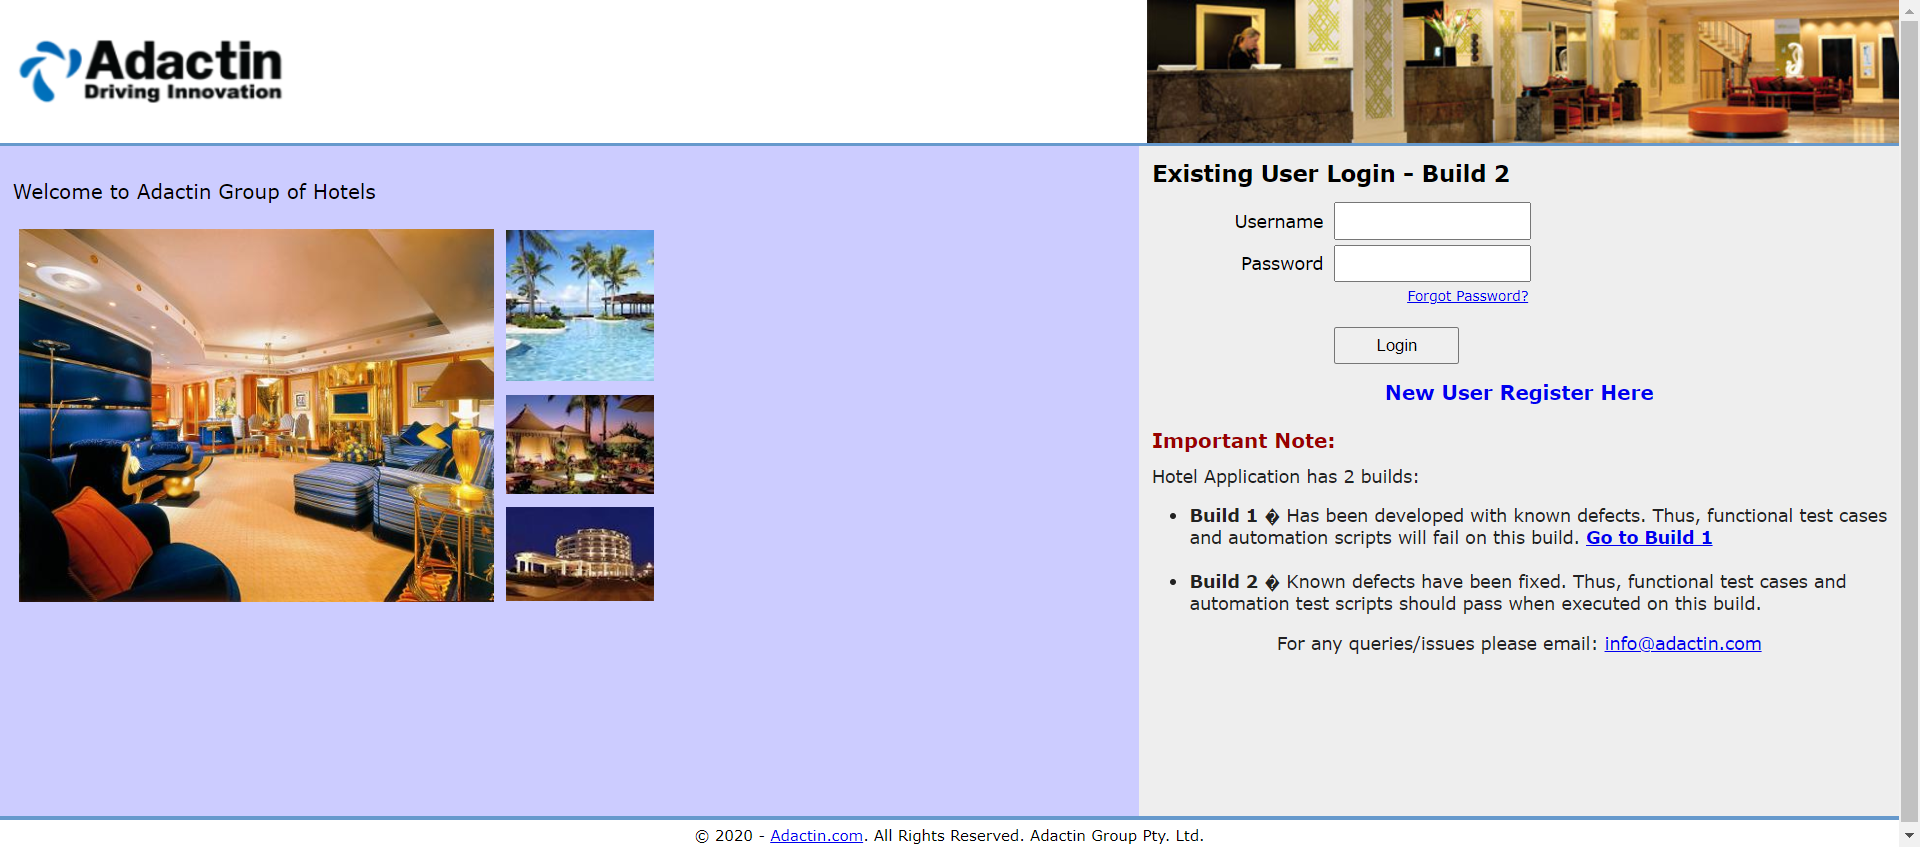 Adactin
Driving Innovation
Welcome to Adactin Group of Hotels
Existing User Login - Build 2
Username
Password
Forgot Password?
Login
New User Register Here
Important Note:
Hotel Application has 2 builds:
• Build 1 � Has been developed with known defects. Thus, functional test cases
and automation scripts will fail on this build. Go to Build 1
• Build 2 � Known defects have been fixed. Thus, functional test cases and
automation test scripts should pass when executed on this build.
For any queries/issues please email: info@adactin.com
© 2020 - Adactin.com. All Rights Reserved. Adactin Group Pty. Ltd.